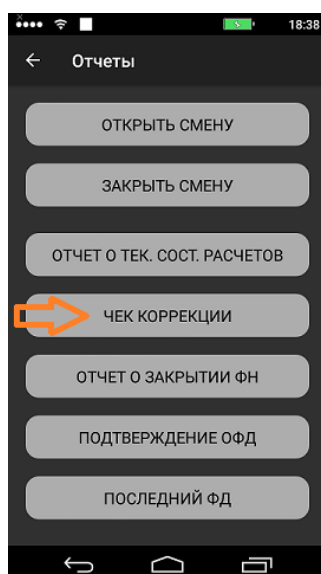 18:38
Отчеты
ОТКРЫТЬ СМЕНУ
ЗАКРЫТЬ СМЕНУ
ОТЧЕТ О ТЕК. СОСТ. РАСЧЕТОВ
ЧЕК КОРРЕКЦИИ
ОТЧЕТ О ЗАКРЫТИИ ФН
ПОДТВЕРЖДЕНИЕ ОФД
ПОСЛЕДНИЙ ФД